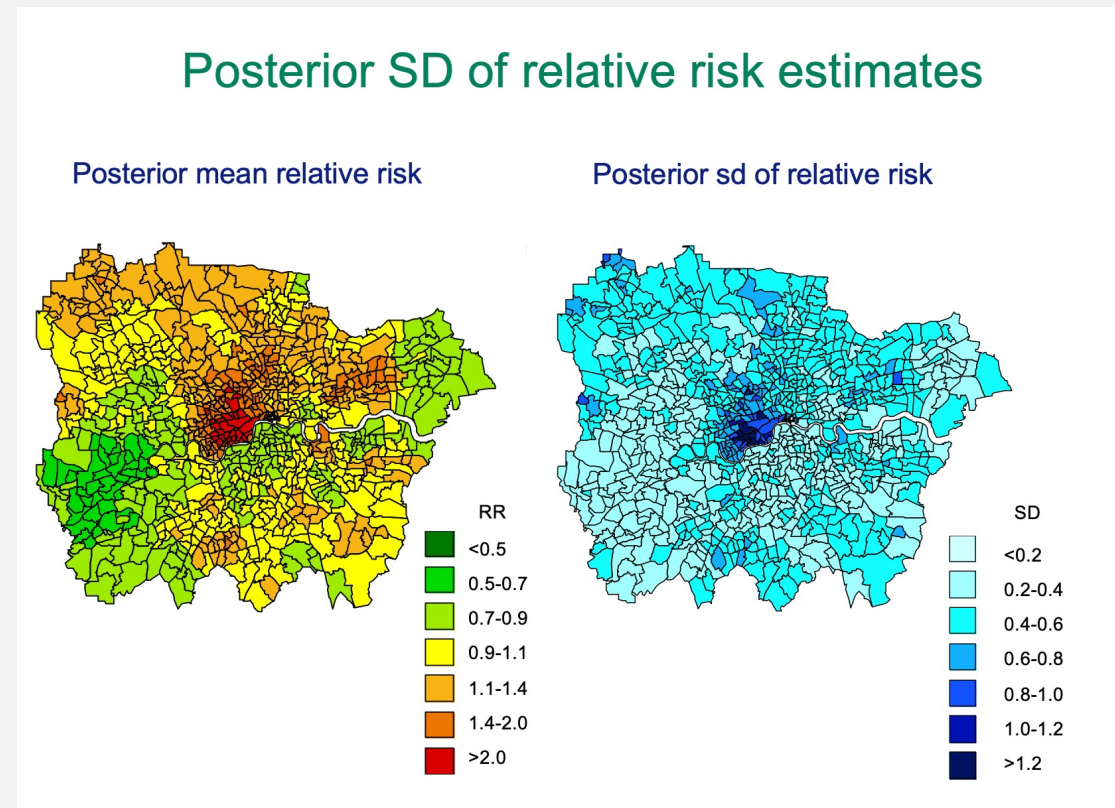 Posterior SD of relative risk estimates
Posterior mean relative risk
Posterior sd of relative risk
RR
<0.5
0.5-0.7
0.7-0.9
0.9-1.1
1.1-1.4
1.4-2.0
>2.0
SD
<0.2
0.2-0.4
0.4-0.6
0.6-0.8
0.8-1.0
1.0-1.2
>1.2